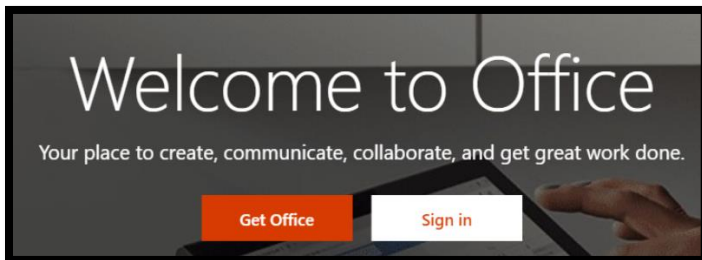 Welcome to Office
Your place to create, communicate, collaborate, and get great work done.
Get Office
Sign in